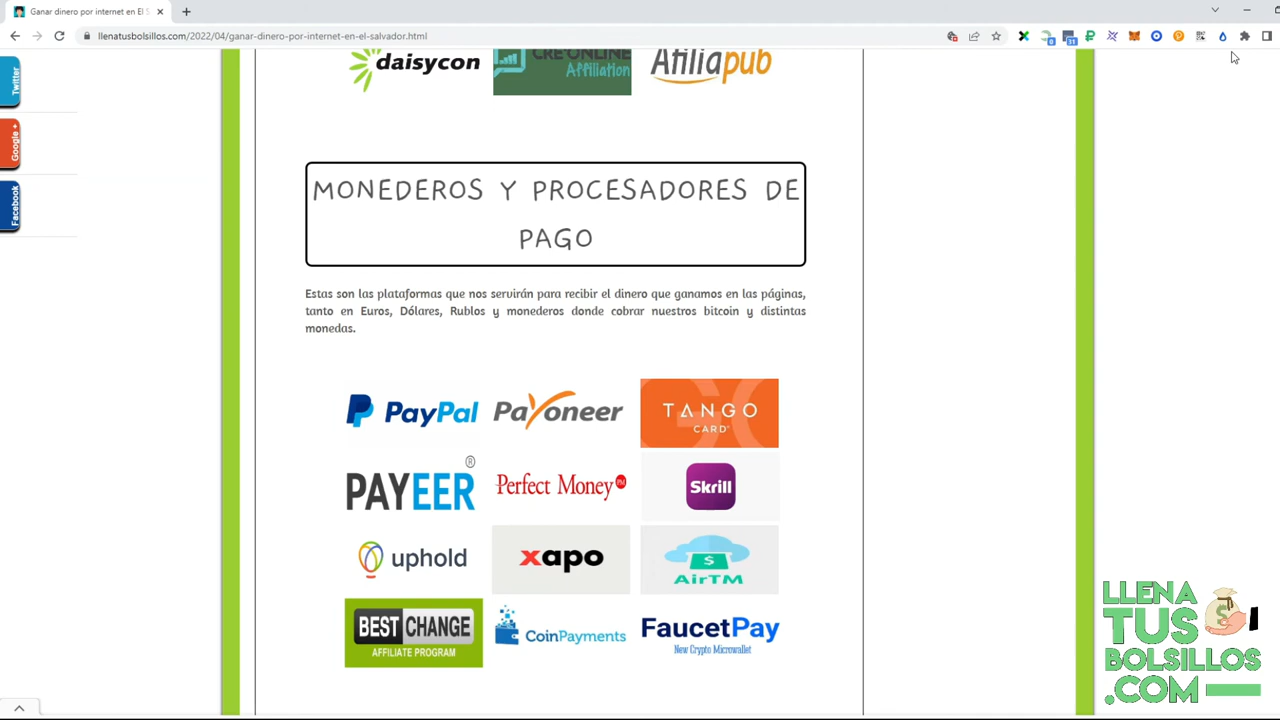 Ganar dinero por internet en El S
llenatusbolsillos.com/2022/04/ganar-dinero-por-internet-en-el-salvador.html
Twitter
Google +
Facebook
daisycon
CRE-ONLINE
Affiliation
Afiliapub
MONEDEROS Y PROCESADORES DE
PAGO
Estas son las plataformas que nos servirán para recibir el dinero que ganamos en las páginas,
tanto en Euros, Dólares, Rublos y monederos donde cobrar nuestros bitcoin y distintas
monedas.
PayPal
Payoneer
TANGO
CARD
PAYEER®
Perfect Money PM
Skrill
uphold
xapo
$
AirTM
BEST CHANGE
AFFILIATE PROGRAM
CoinPayments
FaucetPay
New Crypto Microwallet
LLENA
TUS
BOLSILLOS
.COM